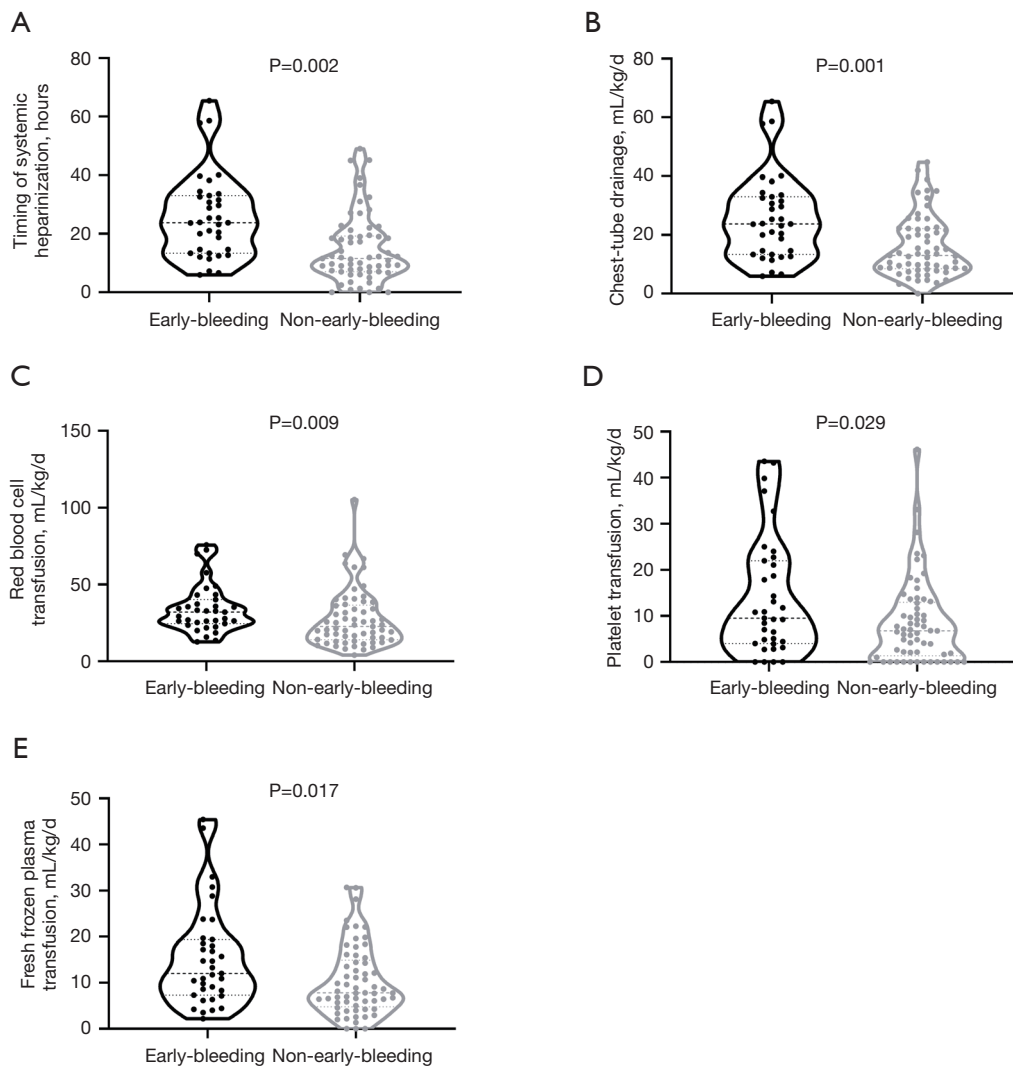 A
P=0.002
Timing of systemic
heparinization, hours
80
60
40
20
0
Early-bleeding Non-early-bleeding
B
P=0.001
Chest-tube drainage, mL/kg/d
80
60
40
20
0
Early-bleeding Non-early-bleeding
C
P=0.009
Red blood cell
transfusion, mL/kg/d
150
100
50
0
Early-bleeding Non-early-bleeding
D
P=0.029
Platelet transfusion, mL/kg/d
50
40
30
20
10
0
Early-bleeding Non-early-bleeding
E
P=0.017
Fresh frozen plasma
transfusion, mL/kg/d
50
40
30
20
10
0
Early-bleeding Non-early-bleeding